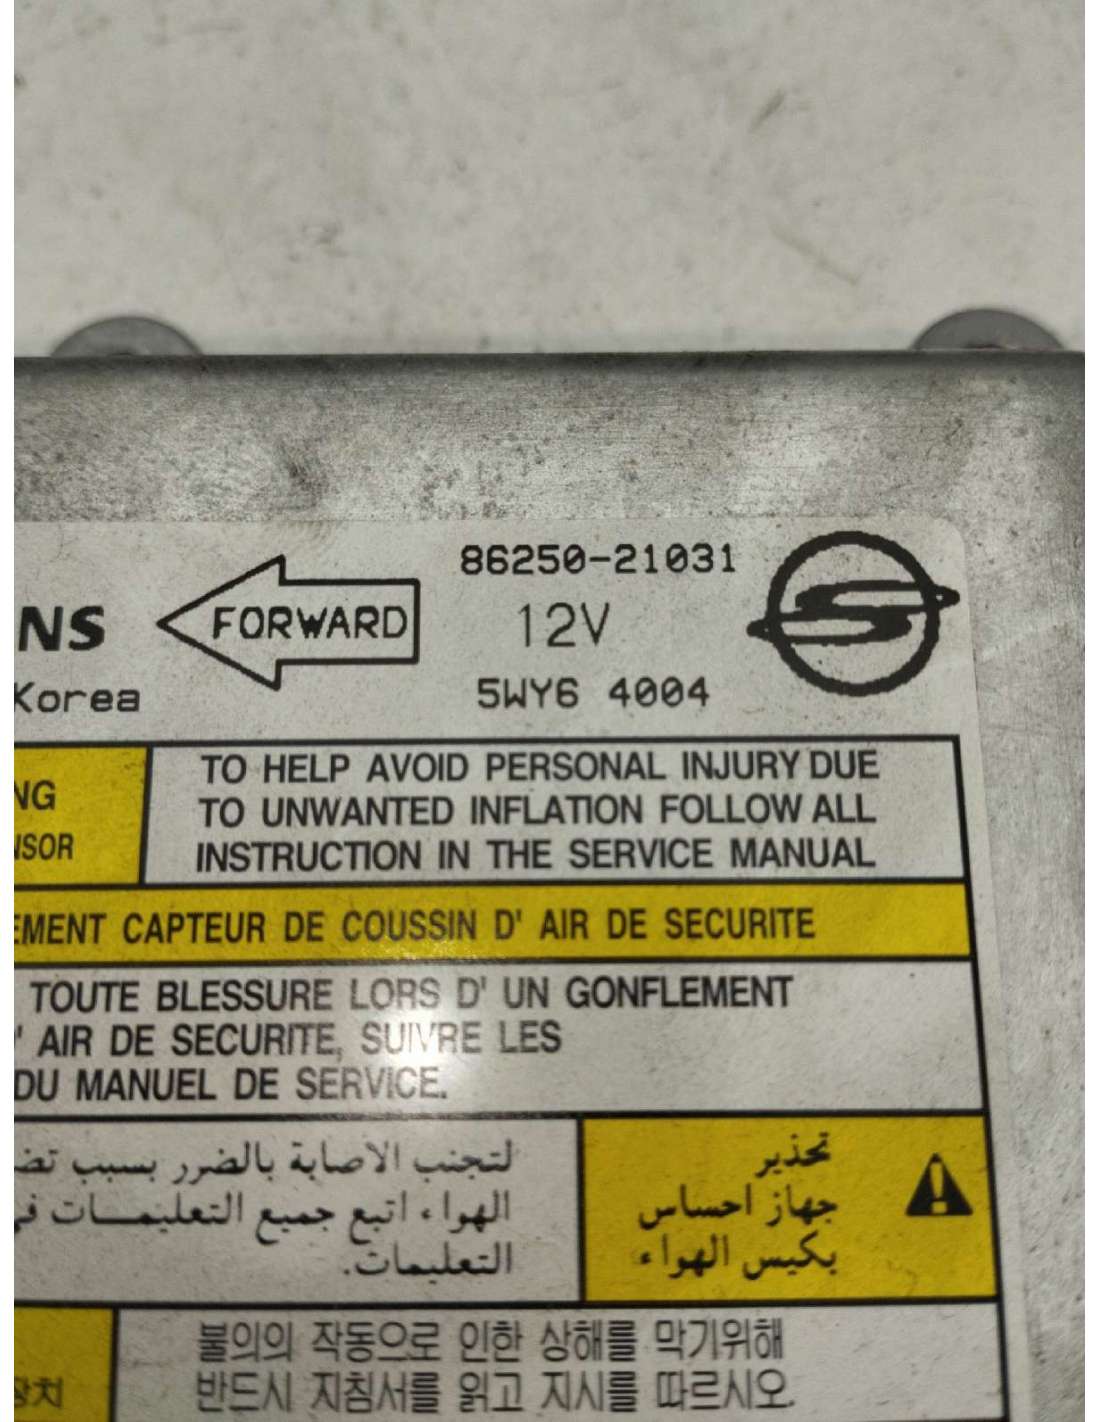 86250-21031
NS FORWARD 12V
Korea 5WY6 4004
NG
NSOR
TO HELP AVOID PERSONAL INJURY DUE
TO UNWANTED INFLATION FOLLOW ALL
INSTRUCTION IN THE SERVICE MANUAL
EMENT CAPTEUR DE COUSSIN D' AIR DE SECURITE
TOUTE BLESSURE LORS D' UN GONFLEMENT
' AIR DE SECURITE, SUIVRE LES
DU MANUEL DE SERVICE.
تحذير
جهاز احساس
بكيس الهواء
لتجنب الاصابة بالضرر بسبب تضـ
الهواء اتبع جميع التعليمــات في
التعليمات.
장치
불의의 작동으로 인한 상해를 막기위해
반드시 지침서를 읽고 지시를 따르시오.